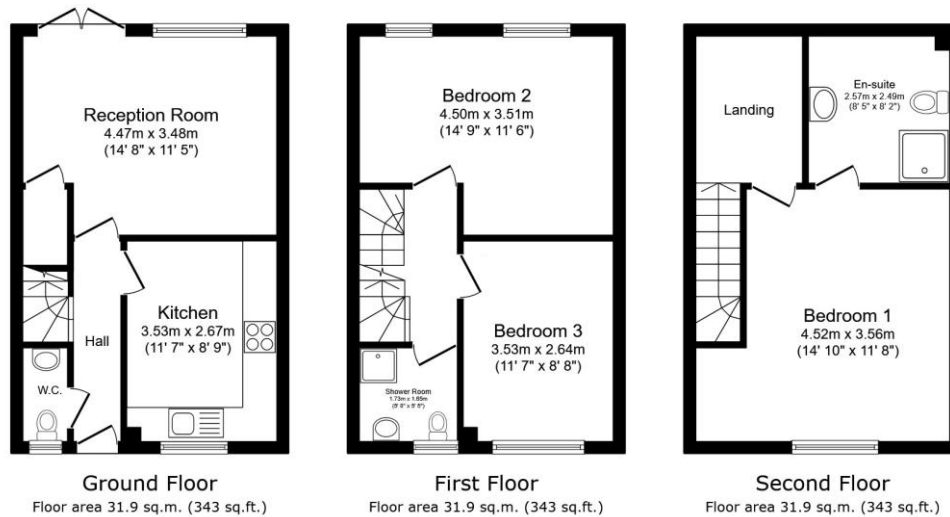 Reception Room
4.47m x 3.48m
(14' 8" x 11' 5")
Kitchen
3.53m x 2.67m
(11' 7" x 8' 9")
Hall
W.C.
Ground Floor
Floor area 31.9 sq.m. (343 sq.ft.)
Bedroom 2
4.50m x 3.51m
(14' 9" x 11' 6")
Bedroom 3
3.53m x 2.64m
(11' 7" x 8' 8")
Shower Room
First Floor
Floor area 31.9 sq.m. (343 sq.ft.)
Landing
En-suite
2.57m x 2.49m
(8' 5" x 8' 2")
Bedroom 1
4.52m x 3.56m
(14' 10" x 11' 8")
Second Floor
Floor area 31.9 sq.m. (343 sq.ft.)